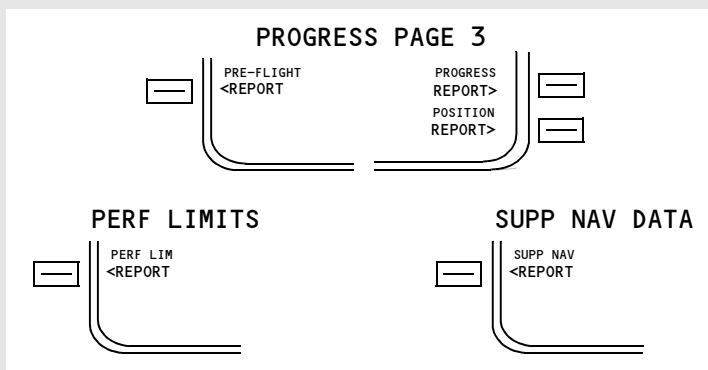 PROGRESS PAGE 3
PRE-FLIGHT
<REPORT
PROGRESS
REPORT>
POSITION
REPORT>
PERF LIMITS
PERF LIM
<REPORT
SUPP NAV DATA
SUPP NAV
<REPORT